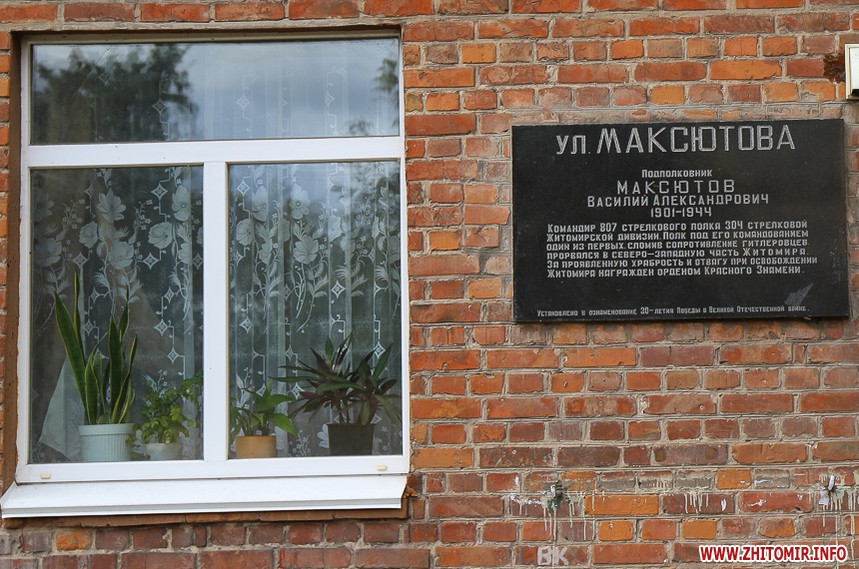 ул. МАКСЮТОВА
Подполковник
МАКСЮТОВ
Василий Александрович
1901-1944
Командир 807 стрелкового полка 304 стрелковой
Житомирской дивизии. Полк под его командованием
один из первых, сломив сопротивление гитлеровцев,
прорвался в северо-западную часть Житомира.
За проявленную храбрость и отвагу при освобождении
Житомира награжден орденом Красного Знамени.
Установлено в ознаменование 30-летия Победы в Великой Отечественной войне.
ВК
WWW.ZHITOMIR.INFO